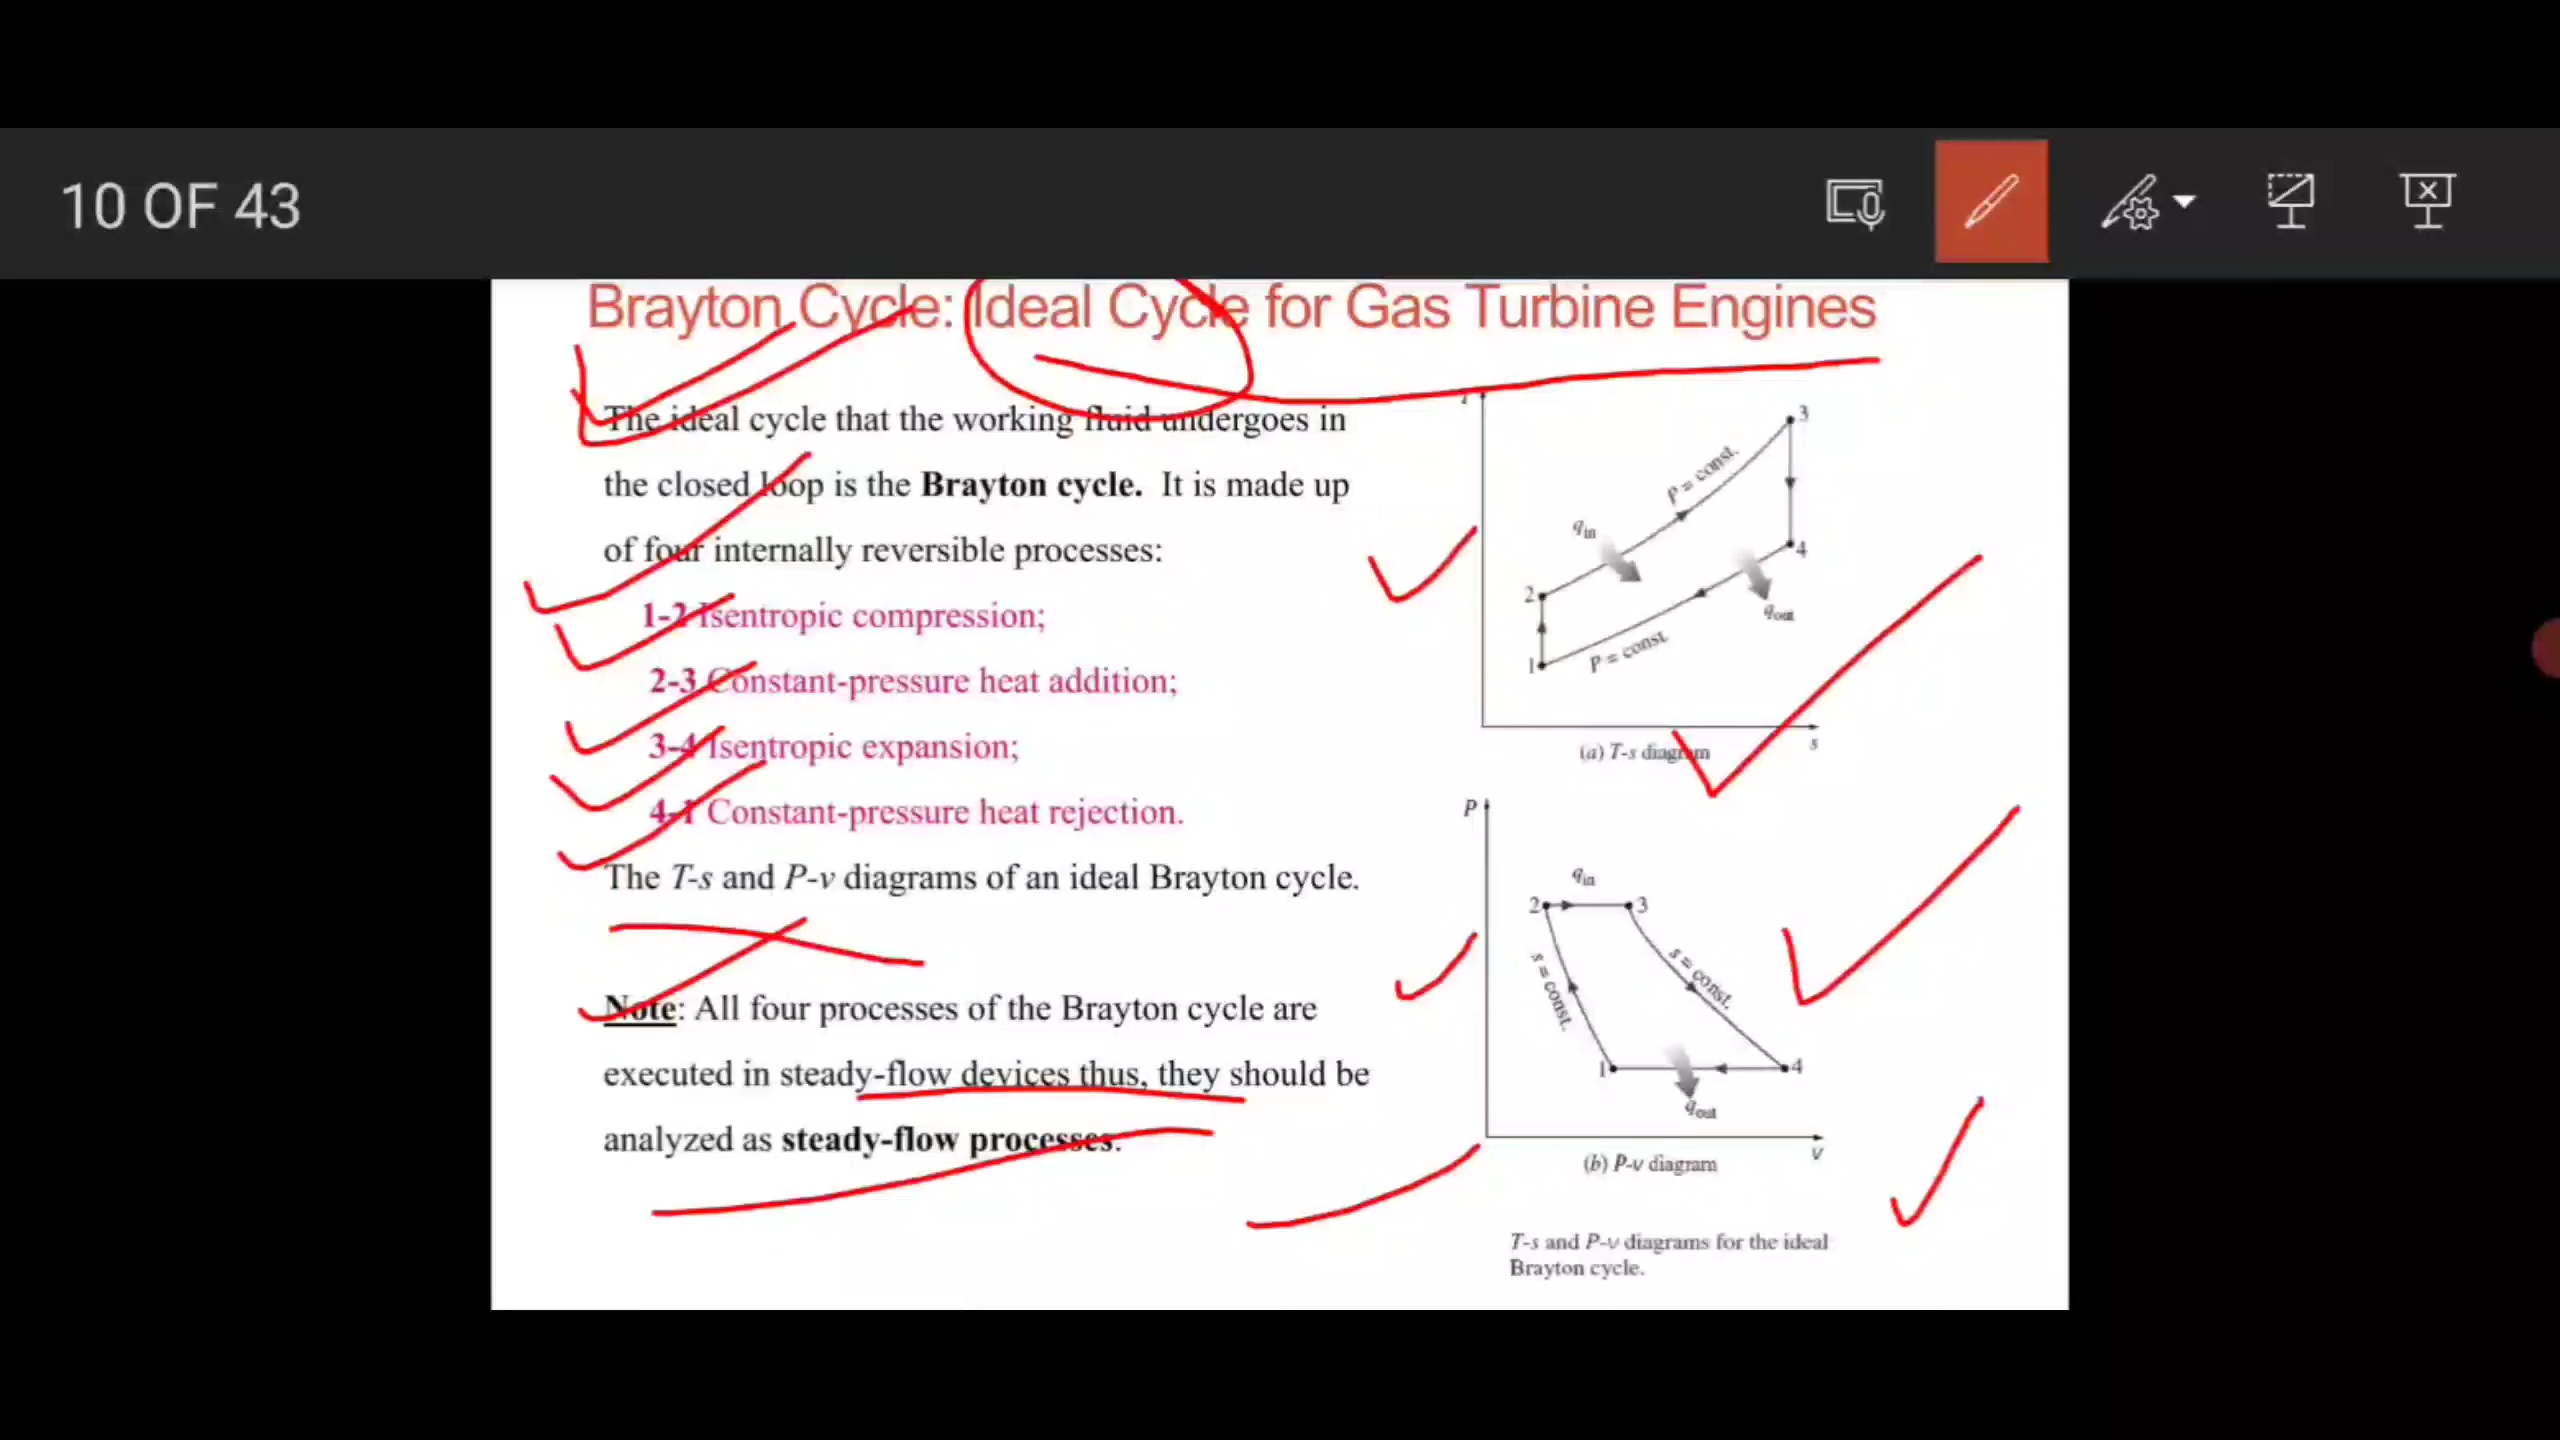 10 OF 43
Brayton Cycle: Ideal Cycle for Gas Turbine Engines
The ideal cycle that the working fluid undergoes in
the closed loop is the Brayton cycle. It is made up
of four internally reversible processes:
1-2 Isentropic compression;
2-3 Constant-pressure heat addition;
3-4 Isentropic expansion;
4-1 Constant-pressure heat rejection.
The T-s and P-v diagrams of an ideal Brayton cycle.
Note: All four processes of the Brayton cycle are
executed in steady-flow devices thus, they should be
analyzed as steady-flow processes.
3
P = const.
qin
4
2
qout
P = const.
1
s
(a) T-s diagram
P
qin
2
3
s = const.
s = const.
1
4
qout
v
(b) P-v diagram
T-s and P-v diagrams for the ideal
Brayton cycle.